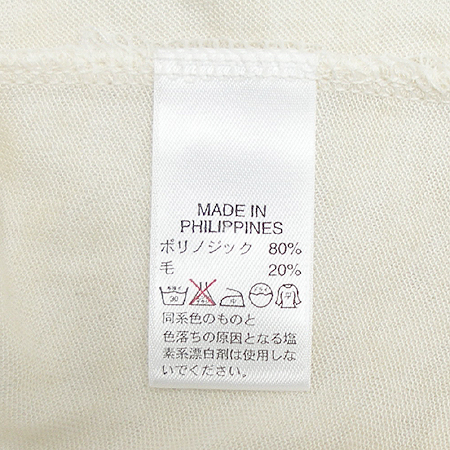 MADE IN
PHILIPPINES
ポリノジック 80%
毛 20%
30 中
同系色のものと
色落ちの原因となる塩
素系漂白剤は使用しな
いでください。